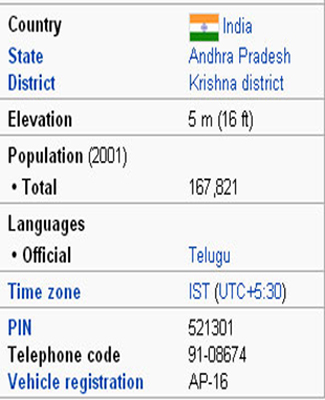 Country India
State Andhra Pradesh
District Krishna district
Elevation 5 m (16 ft)
Population (2001)
• Total 167,821
Languages
• Official Telugu
Time zone IST (UTC+5:30)
PIN 521301
Telephone code 91-08674
Vehicle registration AP-16